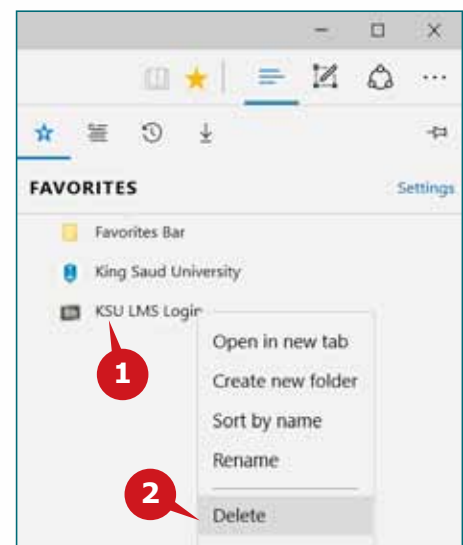 FAVORITES Settings
Favorites Bar
King Saud University
KSU LMS Login
1
Open in new tab
Create new folder
Sort by name
Rename
2
Delete